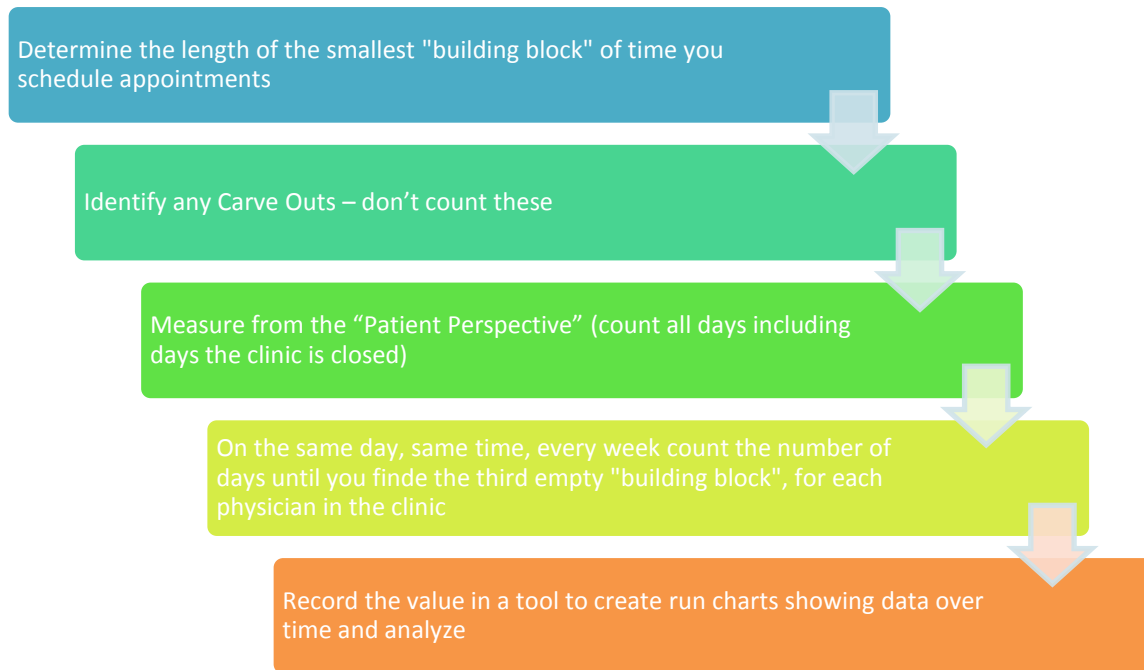 Determine the length of the smallest "building block" of time you
schedule appointments
Identify any Carve Outs – don’t count these
Measure from the “Patient Perspective” (count all days including
days the clinic is closed)
On the same day, same time, every week count the number of
days until you finde the third empty "building block", for each
physician in the clinic
Record the value in a tool to create run charts showing data over
time and analyze